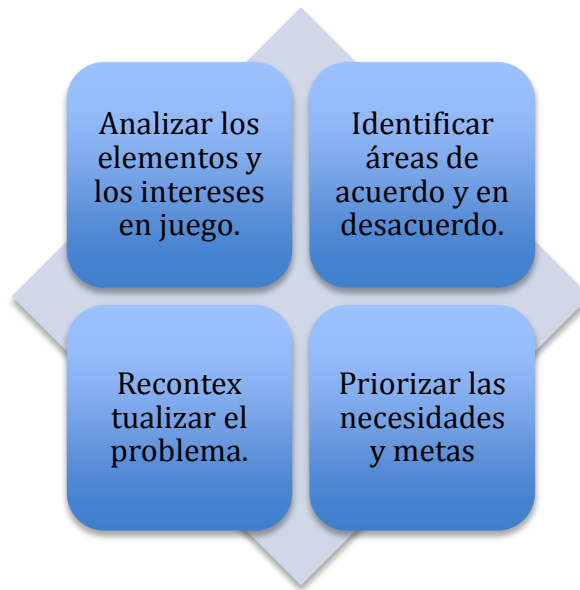 Analizar los
elementos y
los intereses
en juego.
Identificar
áreas de
acuerdo y en
desacuerdo.
Recontex
tualizar el
problema.
Priorizar las
necesidades
y metas